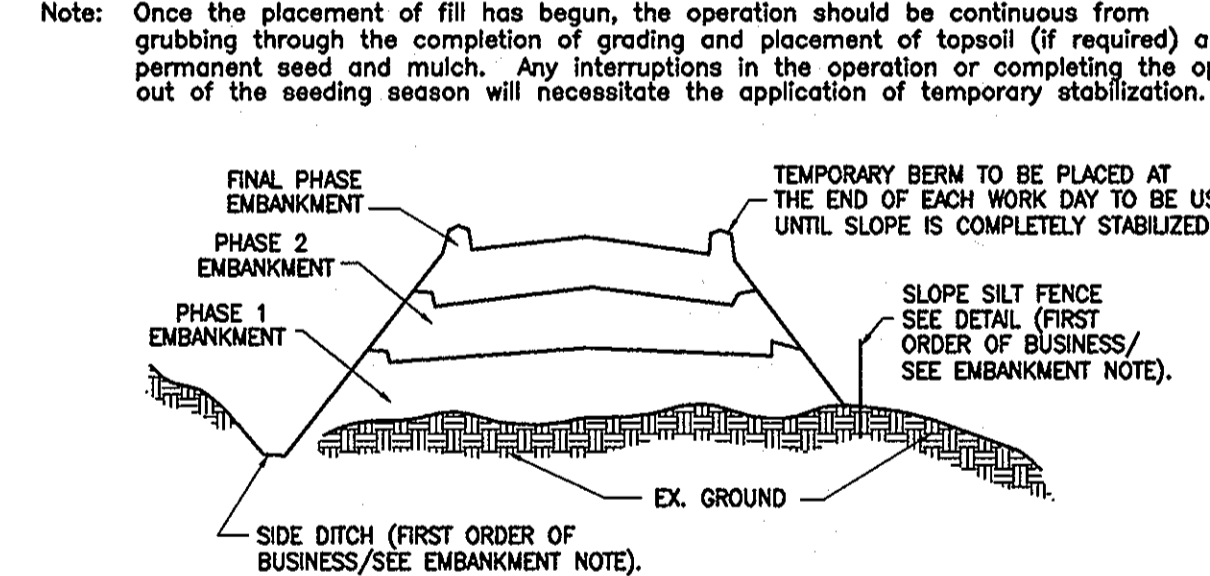 Note: Once the placement of fill has begun, the operation should be continuous from
grubbing through the completion of grading and placement of topsoil (if required) a
permanent seed and mulch. Any interruptions in the operation or completing the op
out of the seeding season will necessitate the application of temporary stabilization.
FINAL PHASE
EMBANKMENT
TEMPORARY BERM TO BE PLACED AT
THE END OF EACH WORK DAY TO BE US
UNTIL SLOPE IS COMPLETELY STABILIZED
PHASE 2
EMBANKMENT
PHASE 1
EMBANKMENT
SLOPE SILT FENCE
SEE DETAIL (FIRST
ORDER OF BUSINESS/
SEE EMBANKMENT NOTE).
EX. GROUND
SIDE DITCH (FIRST ORDER OF
BUSINESS/SEE EMBANKMENT NOTE).